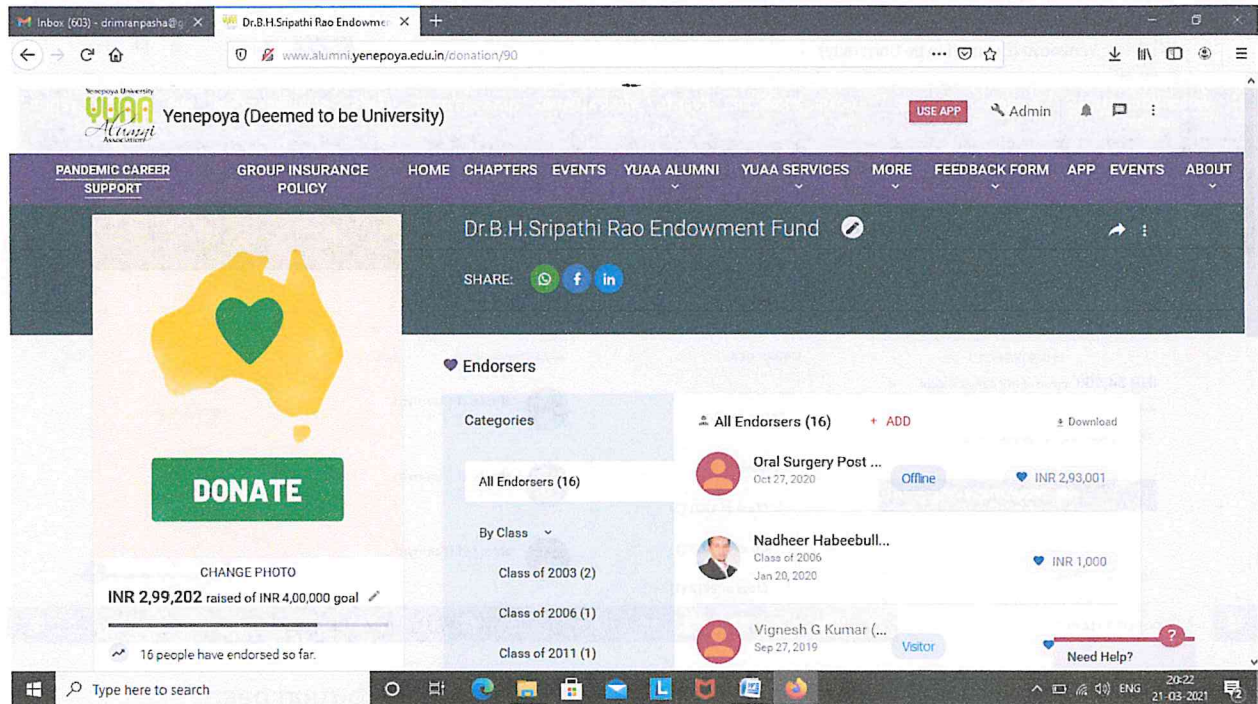 Inbox (603) - drimranpasha@g
Dr.B.H.Sripathi Rao Endowmen
www.alumni.yenepoya.edu.in/donation/90
Yenepoya University
YUAA
Alumni
Association
Yenepoya (Deemed to be University)
USE APP
Admin
PANDEMIC CAREER SUPPORT
GROUP INSURANCE POLICY
HOME
CHAPTERS
EVENTS
YUAA ALUMNI
YUAA SERVICES
MORE
FEEDBACK FORM
APP
EVENTS
ABOUT
Dr.B.H.Sripathi Rao Endowment Fund
SHARE:
DONATE
CHANGE PHOTO
INR 2,99,202 raised of INR 4,00,000 goal
16 people have endorsed so far.
Endorsers
Categories
All Endorsers (16)
By Class
Class of 2003 (2)
Class of 2006 (1)
Class of 2011 (1)
All Endorsers (16)
+ ADD
Download
Oral Surgery Post ...
Oct 27, 2020
Offline
INR 2,93,001
Nadheer Habeebull...
Class of 2006
Jan 20, 2020
INR 1,000
Vignesh G Kumar (...
Sep 27, 2019
Visitor
?
Need Help?
Type here to search
ENG
20:22
21-03-2021